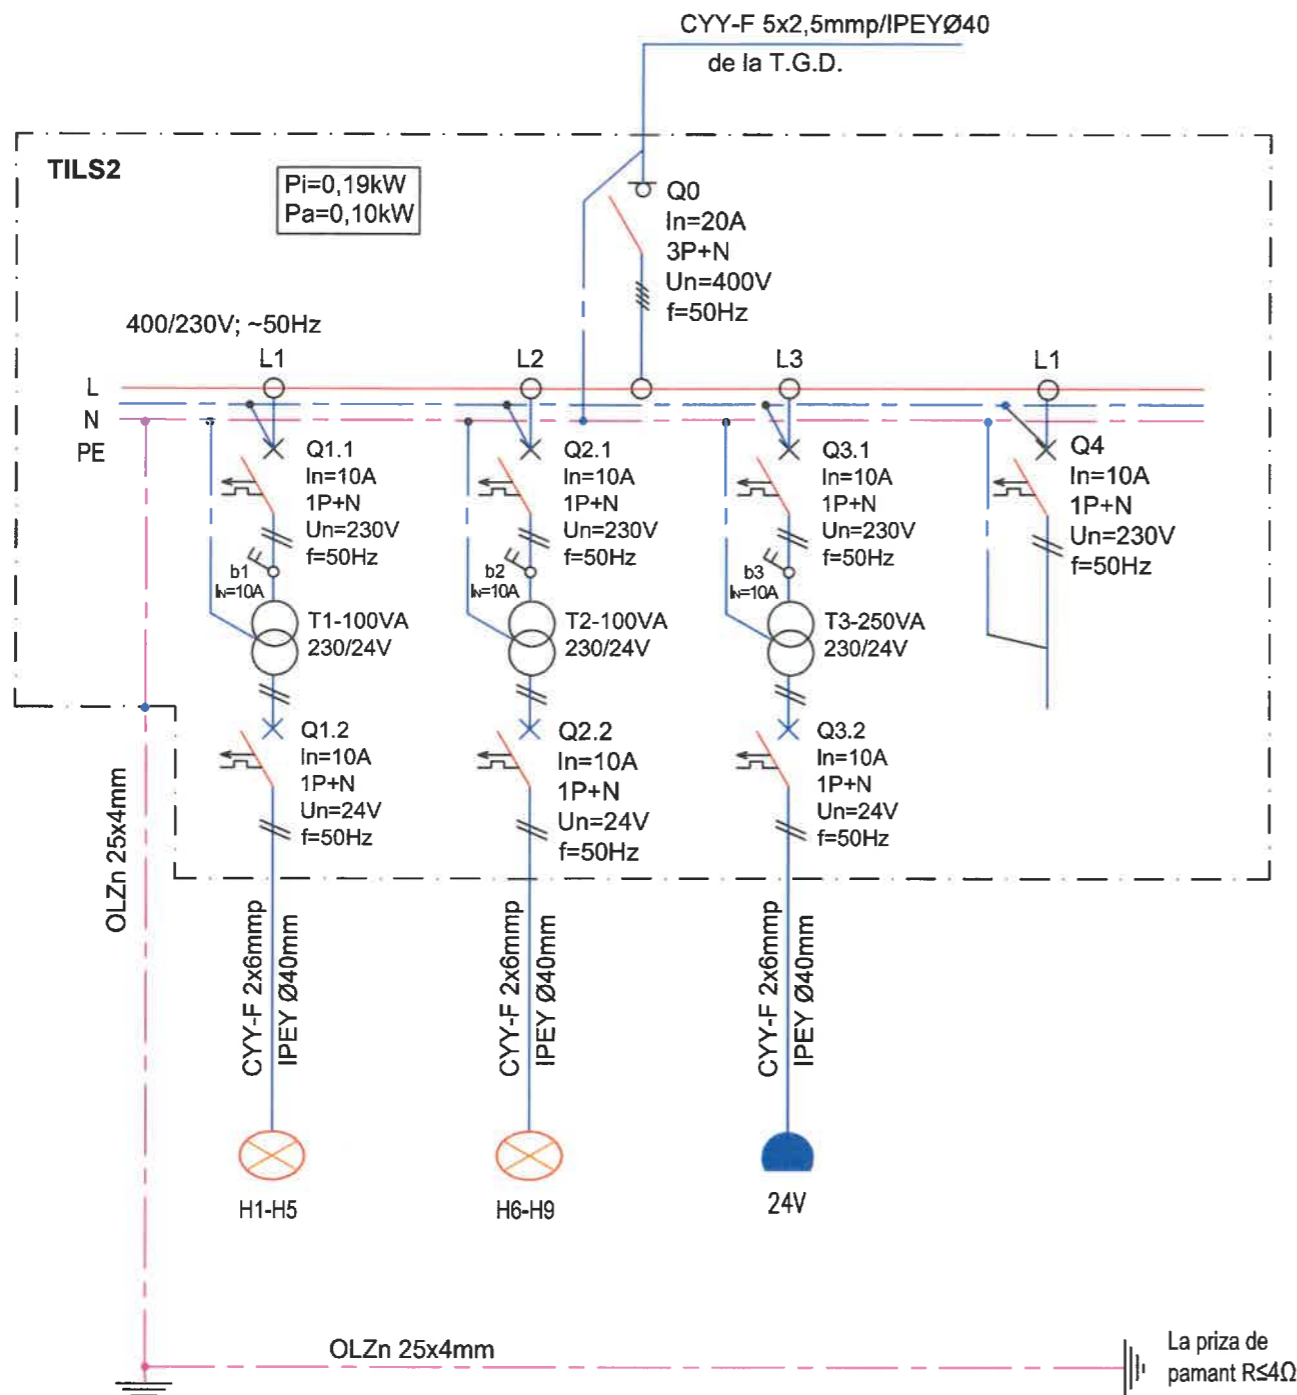 CYY-F 5x2,5mmp/IPEYØ40
de la T.G.D.
TILS2
Pi=0,19kW
Pa=0,10kW
Q0
In=20A
3P+N
Un=400V
f=50Hz
400/230V; ~50Hz
L1
L2
L3
L1
L
N
PE
Q1.1
In=10A
1P+N
Un=230V
f=50Hz
b1
IN=10A
T1-100VA
230/24V
Q1.2
In=10A
1P+N
Un=24V
f=50Hz
Q2.1
In=10A
1P+N
Un=230V
f=50Hz
b2
IN=10A
T2-100VA
230/24V
Q2.2
In=10A
1P+N
Un=24V
f=50Hz
Q3.1
In=10A
1P+N
Un=230V
f=50Hz
b3
IN=10A
T3-250VA
230/24V
Q3.2
In=10A
1P+N
Un=24V
f=50Hz
Q4
In=10A
1P+N
Un=230V
f=50Hz
OLZn 25x4mm
CYY-F 2x6mmp
IPEY Ø40mm
CYY-F 2x6mmp
IPEY Ø40mm
CYY-F 2x6mmp
IPEY Ø40mm
H1-H5
H6-H9
24V
OLZn 25x4mm
La priza de
pamant R≤4Ω